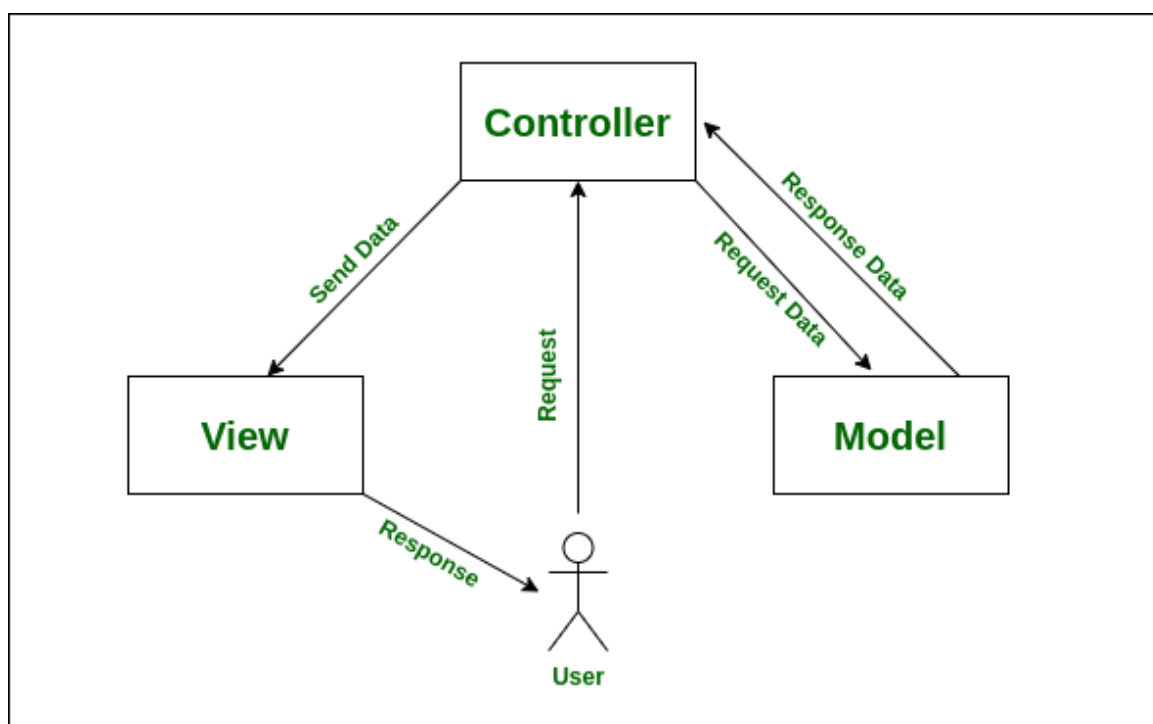 Controller
Send Data
Request
Request Data
Response Data
View
Model
Response
User